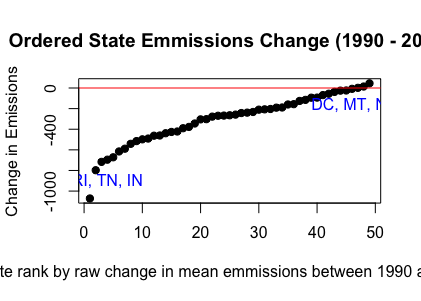 Ordered State Emmissions Change (1990 - 20
Change in Emissions
0
-400
-1000
DC, MT, N
RI, TN, IN
0 10 20 30 40 50
te rank by raw change in mean emmissions between 1990 a